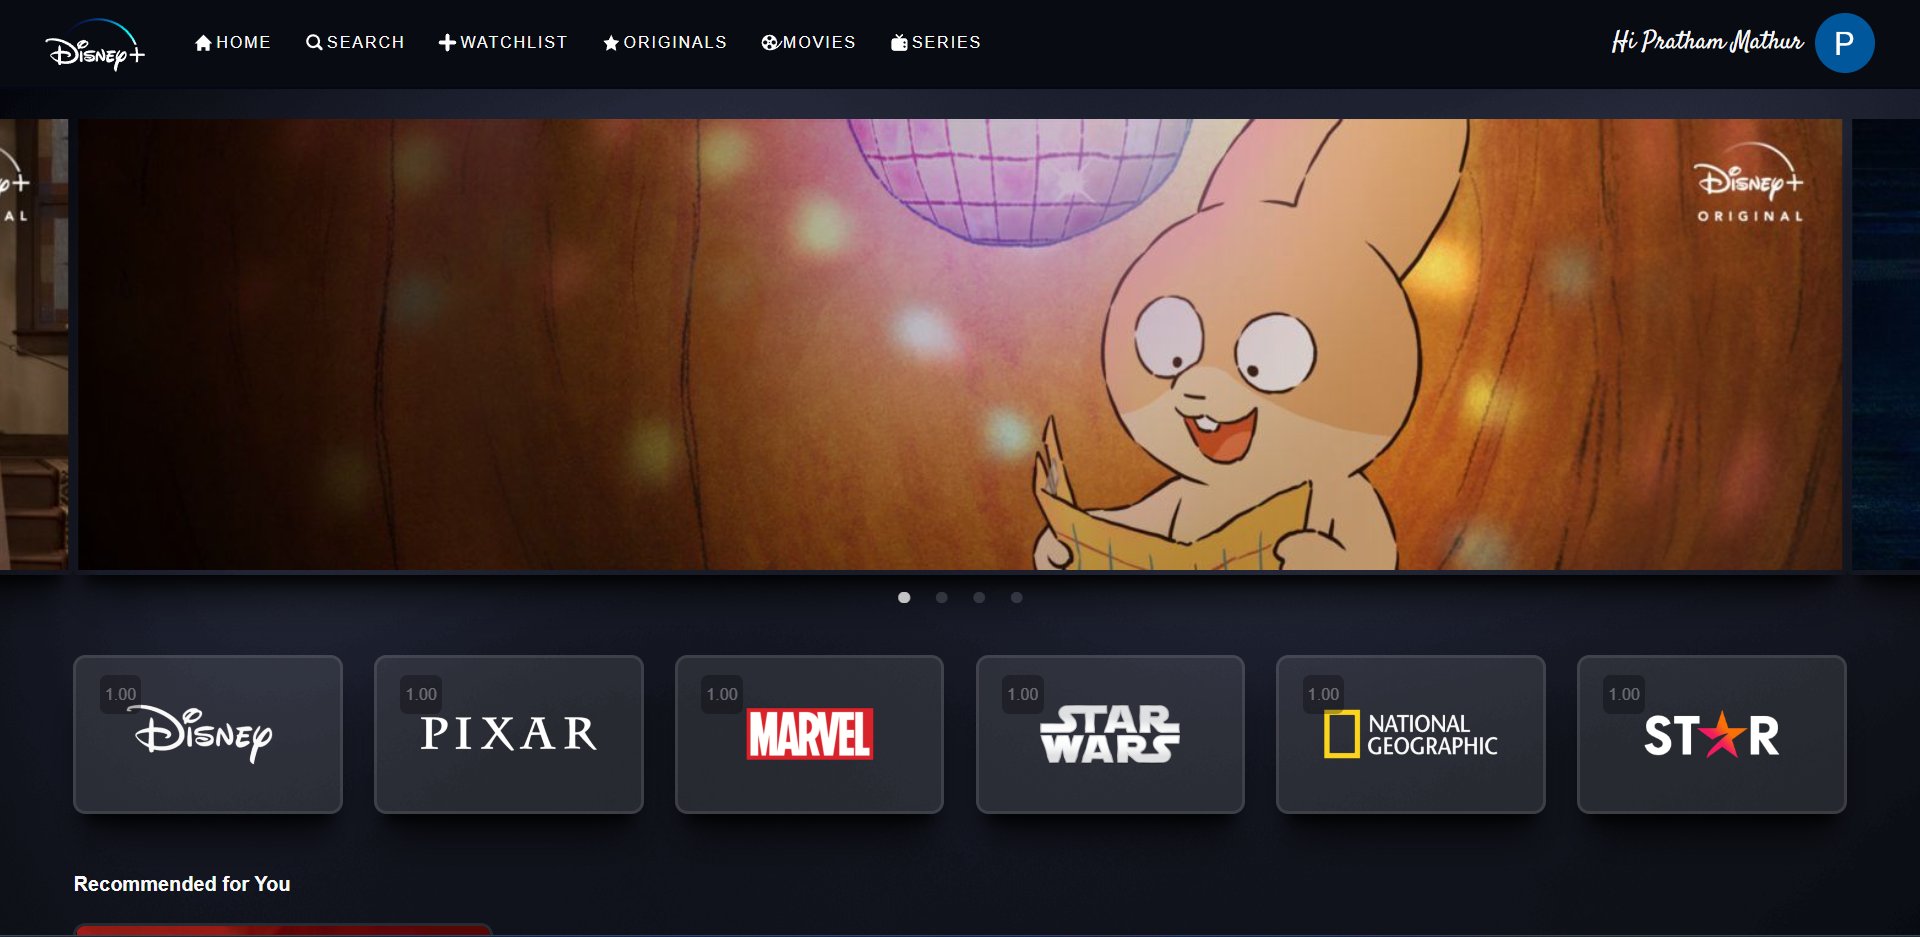 Disney+
HOME
SEARCH
WATCHLIST
ORIGINALS
MOVIES
SERIES
Hi Pratham Mathur
P
AL
Disney+
ORIGINAL
1.00
Disney
1.00
PIXAR
1.00
MARVEL
1.00
STAR
WARS
1.00
NATIONAL
GEOGRAPHIC
1.00
STAR
Recommended for You